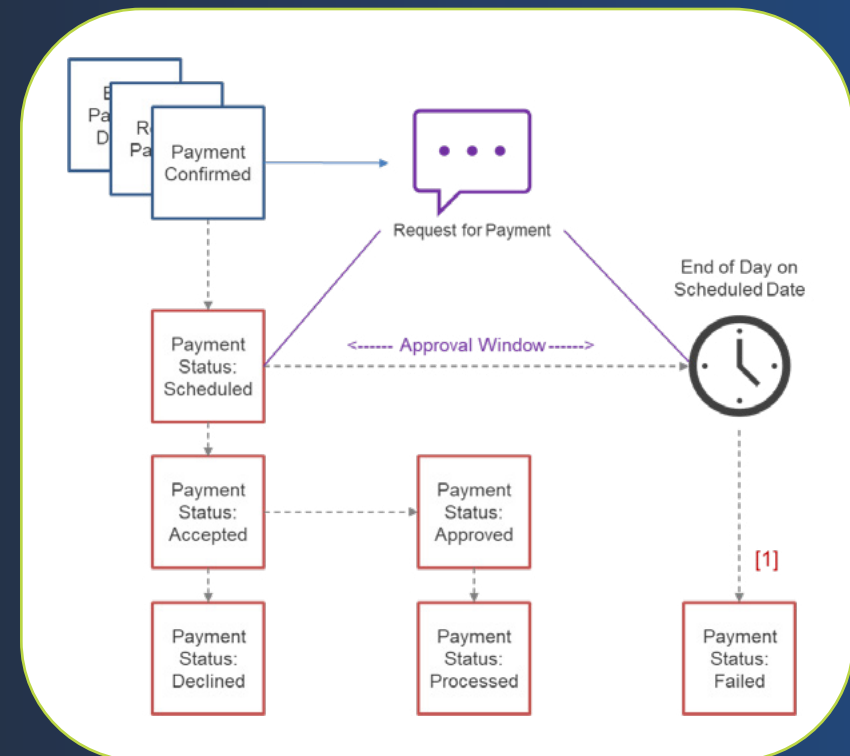 Payment
Confirmed
Request for Payment
End of Day on
Scheduled Date
Payment
Status:
Scheduled
<------ Approval Window------>
Payment
Status:
Accepted
Payment
Status:
Approved
[1]
Payment
Status:
Declined
Payment
Status:
Processed
Payment
Status:
Failed